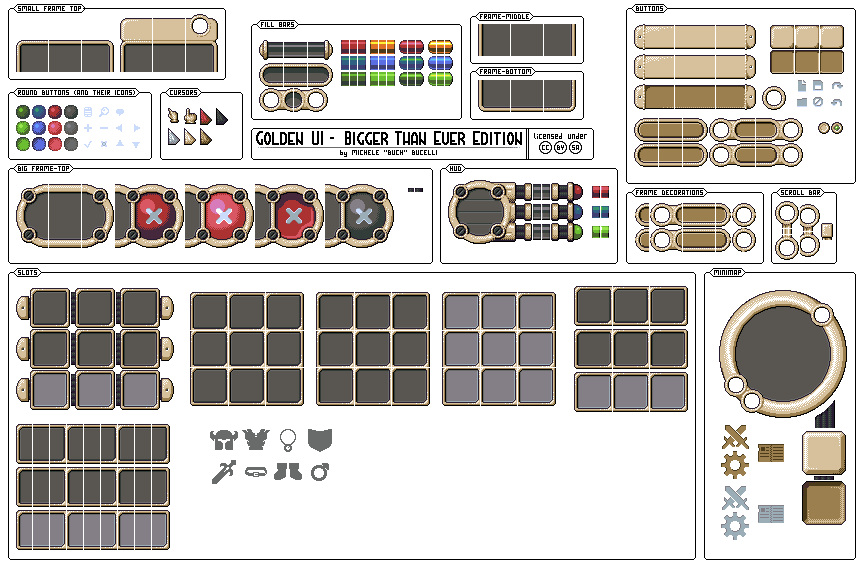 SMALL FRAME TOP
FILL BARS
FRAME-MIDDLE
BUTTONS
FRAME-BOTTOM
ROUND BUTTONS (AND THEIR ICONS)
CURSORS
GOLDEN UI - BIGGER THAN EVER EDITION
by MICHELE "BUCH" BUCELLI
licensed under
CC BY SA
BIG FRAME-TOP
HUD
FRAME DECORATIONS
SCROLL BAR
SLOTS
MINIMAP